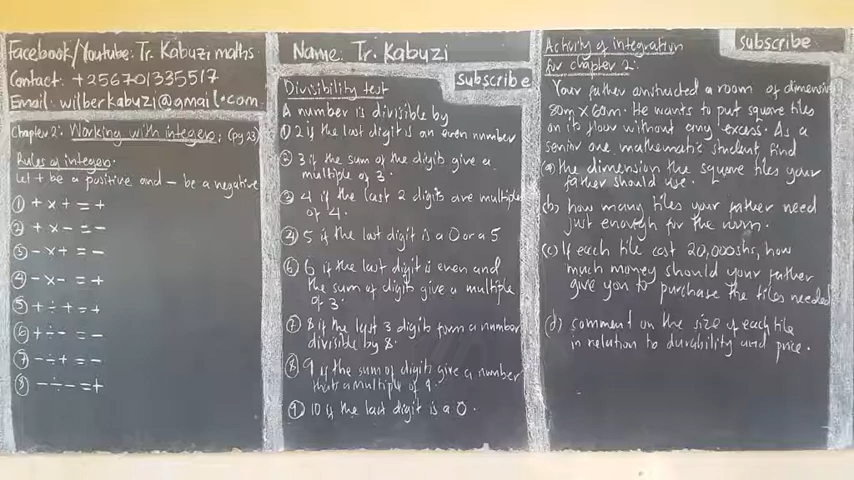 Facebook/Youtube: Tr. Kabuzi maths.
Contact: +256701335517
Email: wilberkabuzi@gmail.com
Chapter 2: Working with integers; (pg 23)
Rules of integers.
let + be a positive and - be a negative
① + x + = +
② + x - = -
③ - x + = -
④ - x - = +
⑤ + ÷ + = +
⑥ + ÷ - = -
⑦ - ÷ + = -
⑧ - ÷ - = +
Name: Tr. Kabuzi
subscribe
Divisibility test
A number is divisible by
① 2 if the last digit is an even number
② 3 if the sum of the digits give a
multiple of 3.
③ 4 if the last 2 digits are multiple
of 4.
④ 5 if the last digit is a 0 or a 5
6 if the last digit is even and
the sum of digits give a multiple
of 3.
⑦ 8 if the last 3 digits form a number
divisible by 8.
⑧ 9 if the sum of digits give a number
thats a multiple of 9.
⑨ 10 if the last digit is a 0.
Activity of integration
for chapter 2.
subscribe
Your father constructed a room of dimension
80m x 60m. He wants to put square tiles
on its floor without any excess. As a
senior one mathematics student find
(a) the dimension the square tiles your
father should use.
(b) how many tiles your father need
just enough for the room.
(c) If each tile cost 20,000shs, how
much money should your father
give you to purchase the tiles needed
(d) comment on the size of each tile
in relation to durability and price.